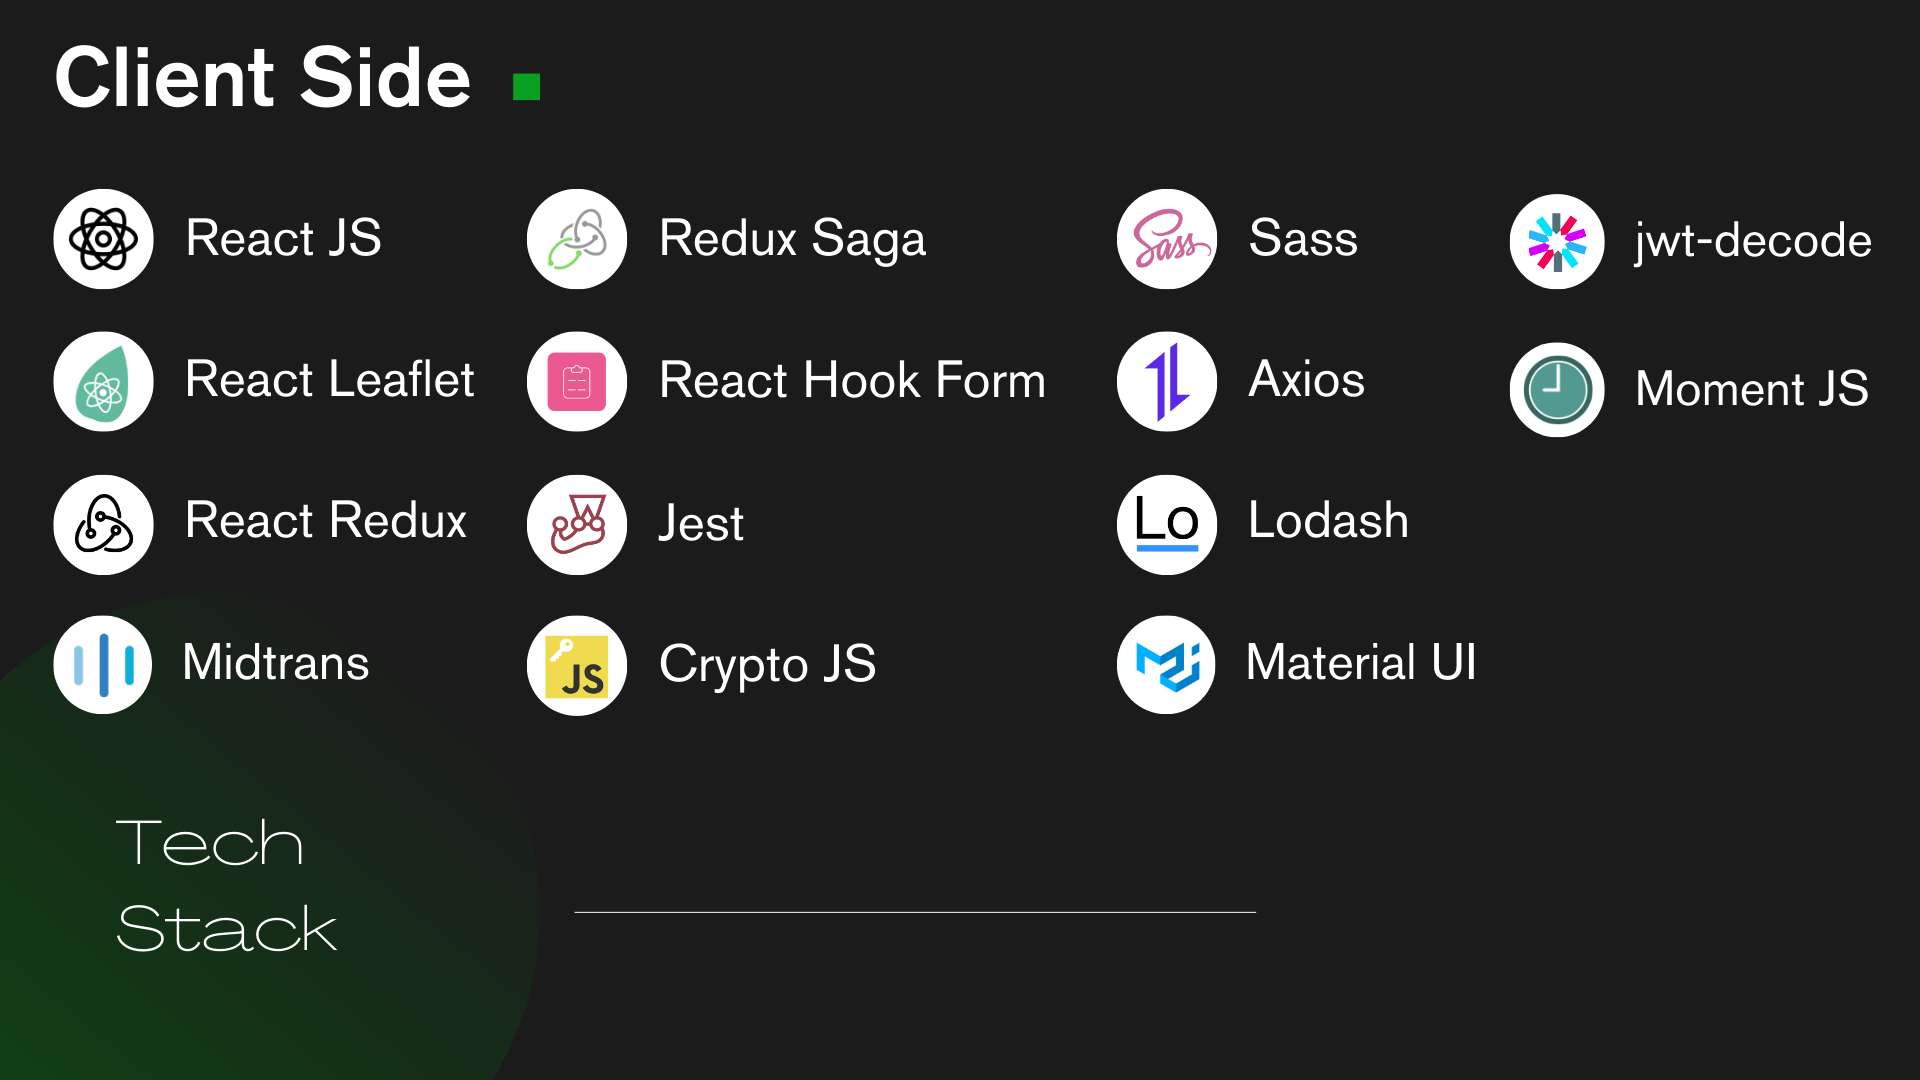 Client Side
React JS
React Leaflet
React Redux
Midtrans
Redux Saga
React Hook Form
Jest
JS
Crypto JS
Sass
Sass
Axios
Lo
Lodash
Material UI
jwt-decode
Moment JS
Tech
Stack